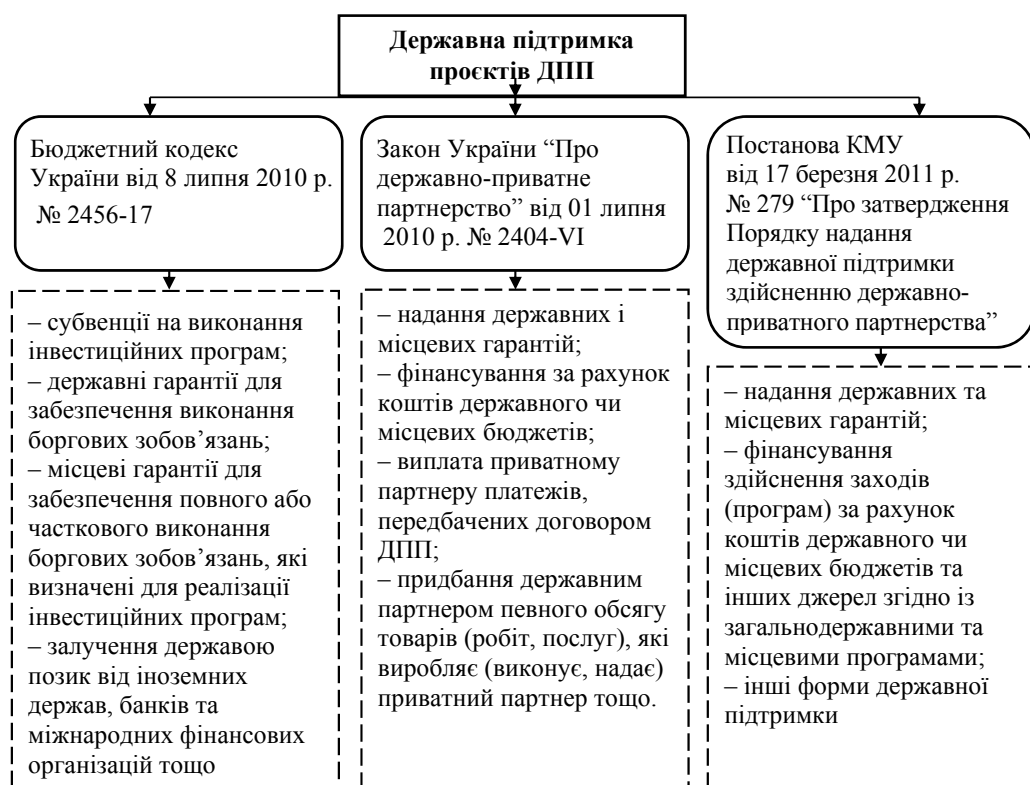 Державна підтримка
проєктів ДПП
Бюджетний кодекс
України від 8 липня 2010 р.
№ 2456-17
Закон України “Про
державно-приватне
партнерство” від 01 липня
2010 р. № 2404-VI
Постанова КМУ
від 17 березня 2011 р.
№ 279 “Про затвердження
Порядку надання
державної підтримки
здійсненню державно-
приватного партнерства”
– субвенції на виконання
інвестиційних програм;
– державні гарантії для
забезпечення виконання
боргових зобов’язань;
– місцеві гарантії для
забезпечення повного або
часткового виконання
боргових зобов’язань, які
визначені для реалізації
інвестиційних програм;
– залучення державою
позик від іноземних
держав, банків та
міжнародних фінансових
організацій тощо
– надання державних і
місцевих гарантій;
– фінансування за рахунок
коштів державного чи
місцевих бюджетів;
– виплата приватному
партнеру платежів,
передбачених договором
ДПП;
– придбання державним
партнером певного обсягу
товарів (робіт, послуг), які
виробляє (виконує, надає)
приватний партнер тощо.
– надання державних та
місцевих гарантій;
– фінансування
здійснення заходів
(програм) за рахунок
коштів державного чи
місцевих бюджетів та
інших джерел згідно із
загальнодержавними та
місцевими програмами;
– інші форми державної
підтримки